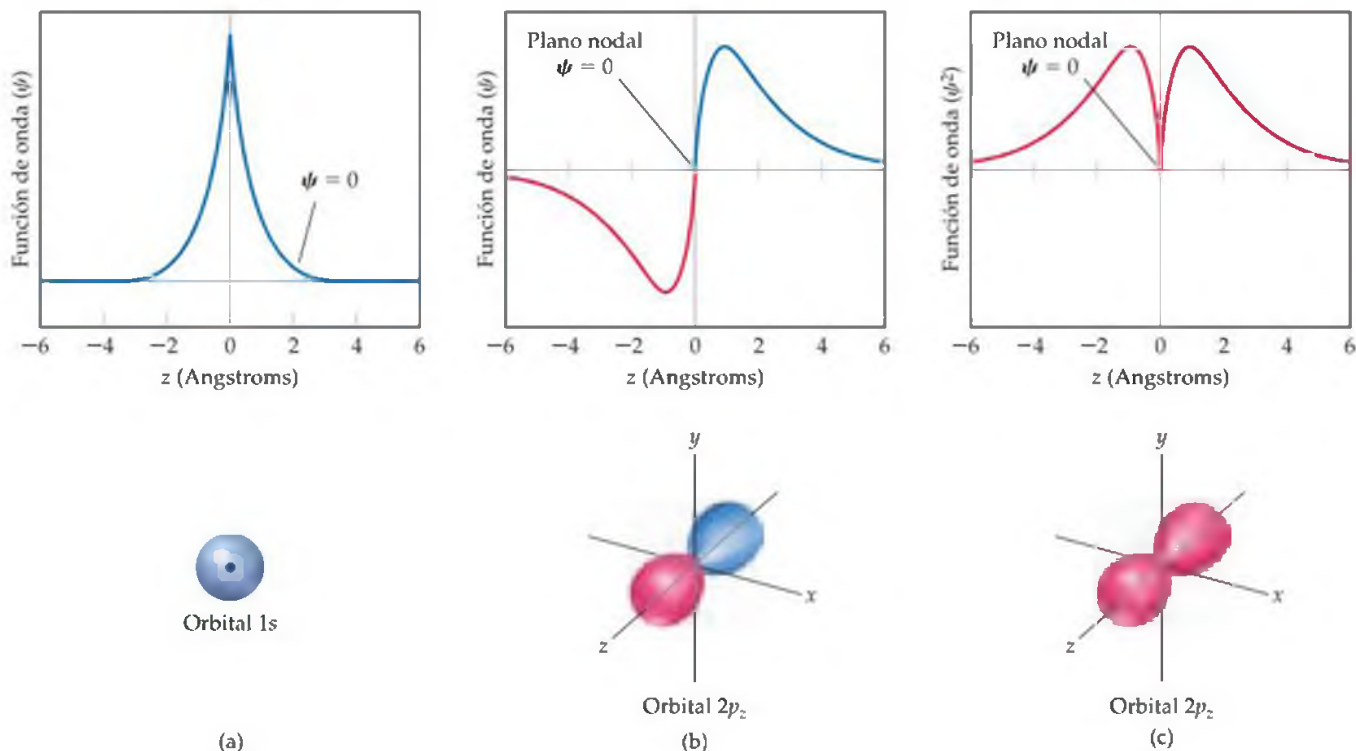 Función de onda (ψ)
ψ = 0
−6 −4 −2 0 2 4 6
z (Angstroms)
Orbital 1s
(a)
Función de onda (ψ)
Plano nodal
ψ = 0
−6 −4 −2 0 2 4 6
z (Angstroms)
y
x
z
Orbital 2p_z
(b)
Función de onda (ψ²)
Plano nodal
ψ = 0
−6 −4 −2 0 2 4 6
z (Angstroms)
y
x
z
Orbital 2p_z
(c)